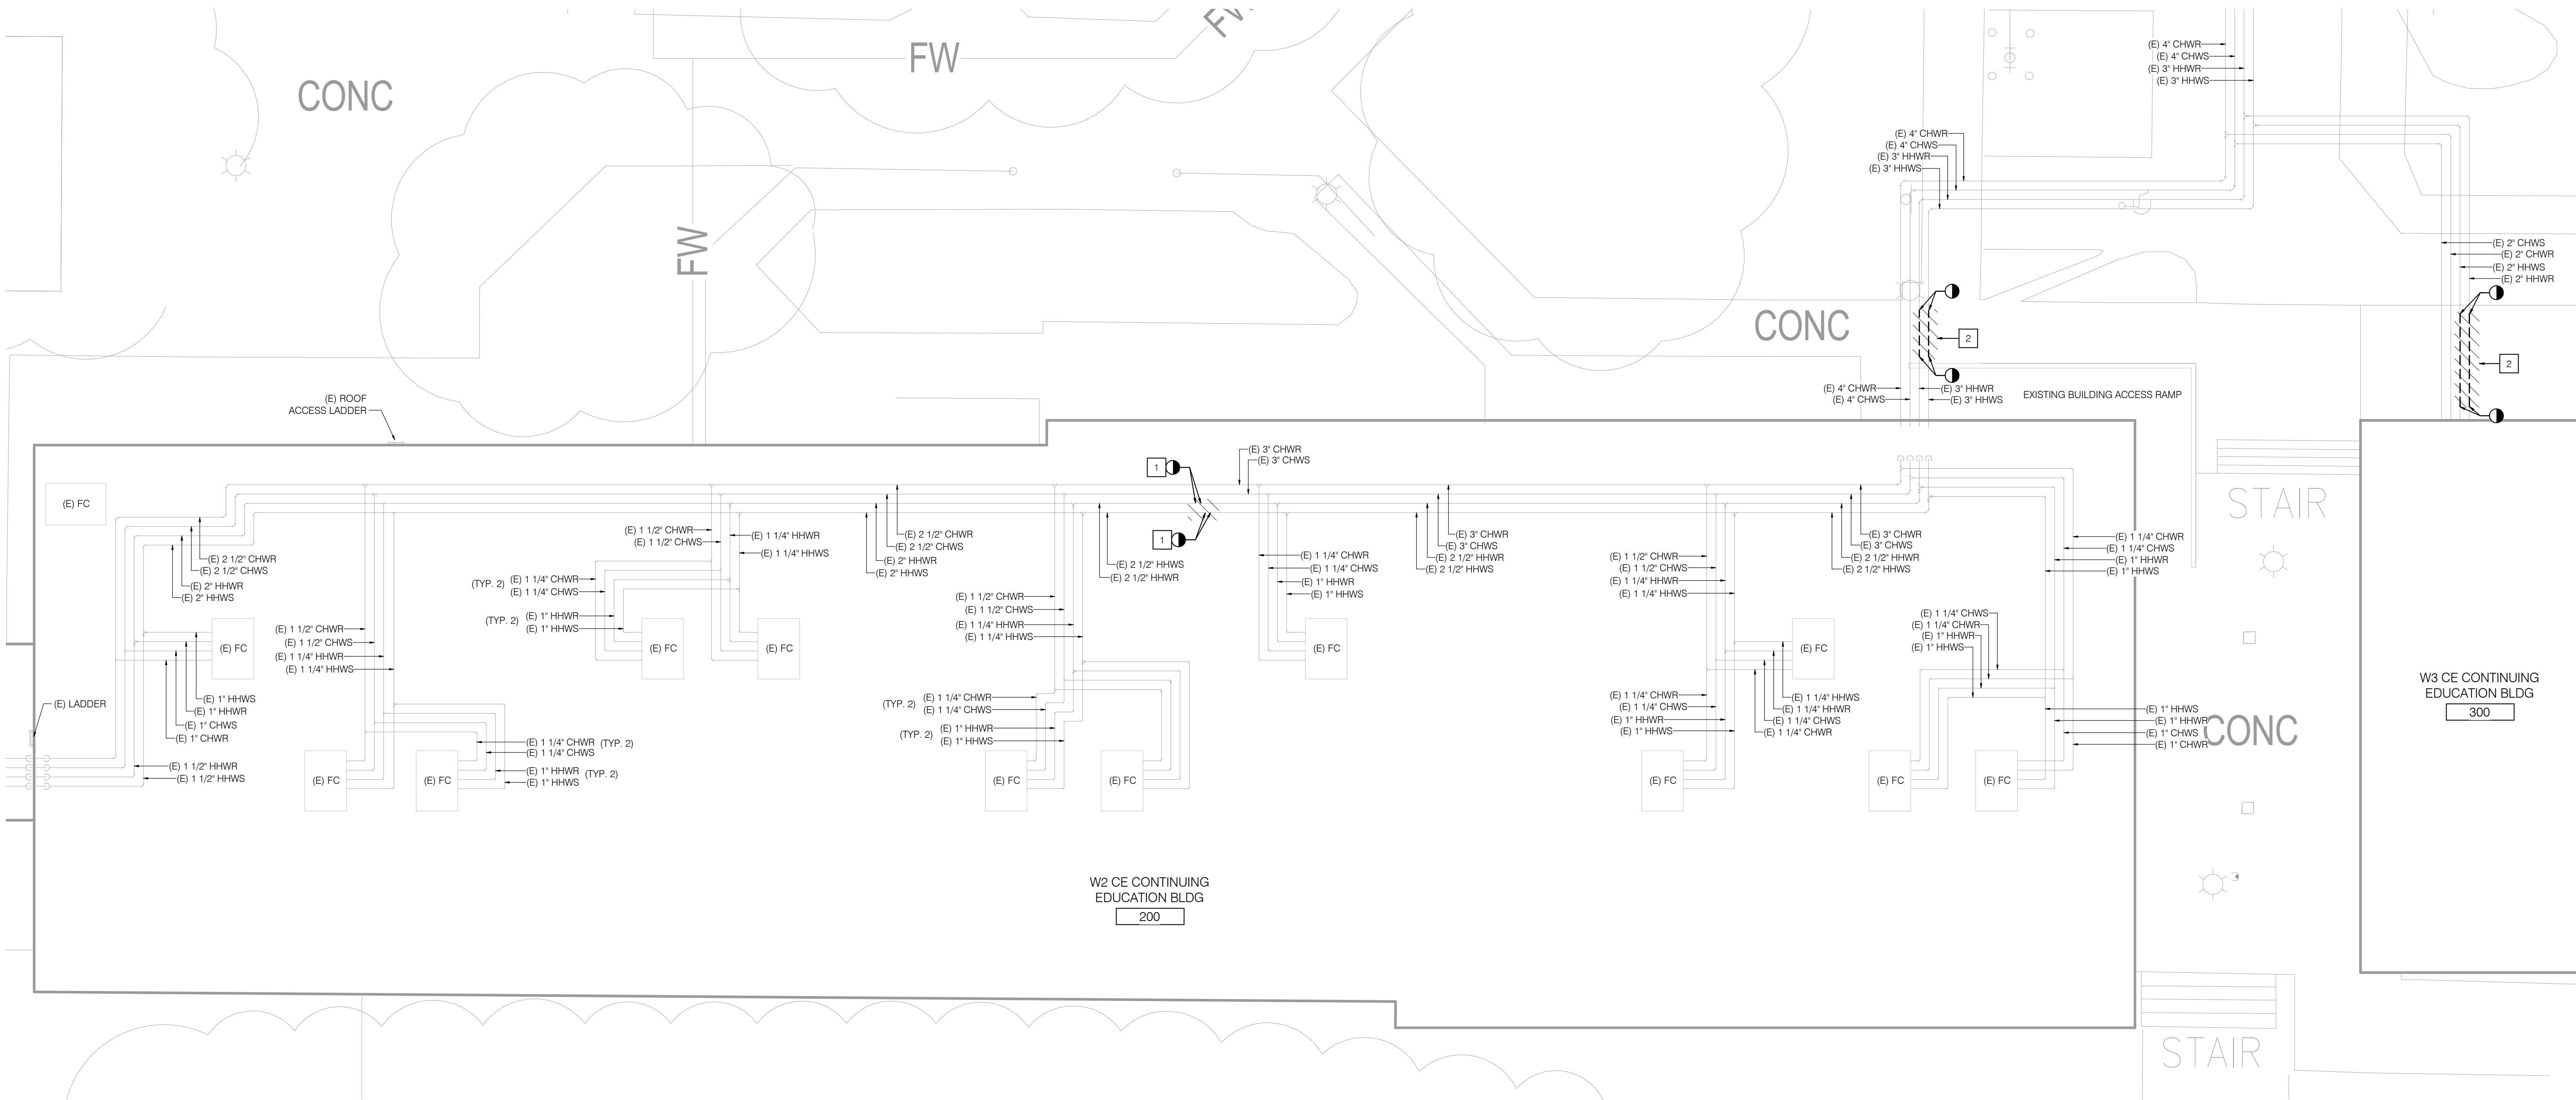 CONC
FW
FW
FW
(E) 4" CHWR
(E) 4" CHWS
(E) 3" HHWR
(E) 3" HHWS
(E) 4" CHWR
(E) 4" CHWS
(E) 3" HHWR
(E) 3" HHWS
(E) 2" CHWS
(E) 2" CHWR
(E) 2" HHWS
(E) 2" HHWR
CONC
2
2
(E) 4" CHWR
(E) 4" CHWS
(E) 3" HHWR
(E) 3" HHWS
EXISTING BUILDING ACCESS RAMP
(E) ROOF
ACCESS LADDER
(E) 3" CHWR
(E) 3" CHWS
1
1
(E) FC
STAIR
(E) 2 1/2" CHWR
(E) 2 1/2" CHWS
(E) 2" HHWR
(E) 2" HHWS
(E) 1 1/2" CHWR
(E) 1 1/2" CHWS
(E) 1 1/4" HHWR
(E) 1 1/4" HHWS
(E) 2 1/2" CHWR
(E) 2 1/2" CHWS
(E) 2" HHWR
(E) 2" HHWS
(E) 2 1/2" HHWS
(E) 2 1/2" HHWR
(E) 1 1/4" CHWR
(E) 1 1/4" CHWS
(E) 1" HHWR
(E) 1" HHWS
(E) 3" CHWR
(E) 3" CHWS
(E) 2 1/2" HHWR
(E) 2 1/2" HHWS
(E) 1 1/2" CHWR
(E) 1 1/2" CHWS
(E) 1 1/4" HHWR
(E) 1 1/4" HHWS
(E) 3" CHWR
(E) 3" CHWS
(E) 2 1/2" HHWR
(E) 2 1/2" HHWS
(E) 1 1/4" CHWR
(E) 1 1/4" CHWS
(E) 1" HHWR
(E) 1" HHWS
(TYP. 2)
(E) 1 1/4" CHWR
(E) 1 1/4" CHWS
(TYP. 2)
(E) 1" HHWR
(E) 1" HHWS
(E) 1 1/2" CHWR
(E) 1 1/2" CHWS
(E) 1 1/4" HHWR
(E) 1 1/4" HHWS
(E) 1 1/4" CHWS
(E) 1 1/4" CHWR
(E) 1" HHWR
(E) 1" HHWS
(E) 1 1/2" CHWR
(E) 1 1/2" CHWS
(E) 1 1/4" HHWR
(E) 1 1/4" HHWS
(E) FC
(E) FC
(E) FC
(E) FC
(E) FC
(E) LADDER
(E) 1" HHWS
(E) 1" HHWR
(E) 1" CHWS
(E) 1" CHWR
(TYP. 2)
(E) 1 1/4" CHWR
(E) 1 1/4" CHWS
(TYP. 2)
(E) 1" HHWR
(E) 1" HHWS
(E) 1 1/4" CHWR
(E) 1 1/4" CHWS
(E) 1" HHWR
(E) 1" HHWS
(E) 1 1/4" HHWS
(E) 1 1/4" HHWR
(E) 1 1/4" CHWS
(E) 1 1/4" CHWR
(E) 1" HHWS
(E) 1" HHWR
(E) 1" CHWS
(E) 1" CHWR
CONC
W3 CE CONTINUING
EDUCATION BLDG
300
(E) 1 1/4" CHWR (TYP. 2)
(E) 1 1/4" CHWS
(E) 1" HHWR (TYP. 2)
(E) 1" HHWS
(E) 1 1/2" HHWR
(E) 1 1/2" HHWS
(E) FC
(E) FC
(E) FC
(E) FC
(E) FC
(E) FC
(E) FC
W2 CE CONTINUING
EDUCATION BLDG
200
STAIR